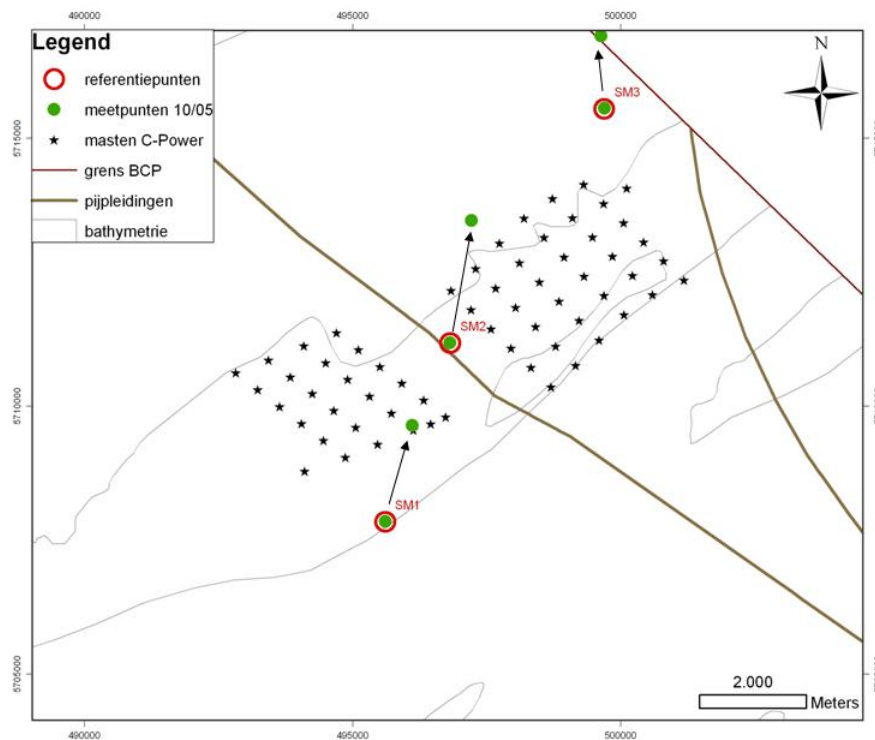 490000 495000 500000
Legend
referentiepunten
meetpunten 10/05
masten C-Power
grens BCP
pijpleidingen
bathymetrie
N
SM3
5715000
SM2
5710000
SM1
5705000
2.000
Meters
490000 495000 500000